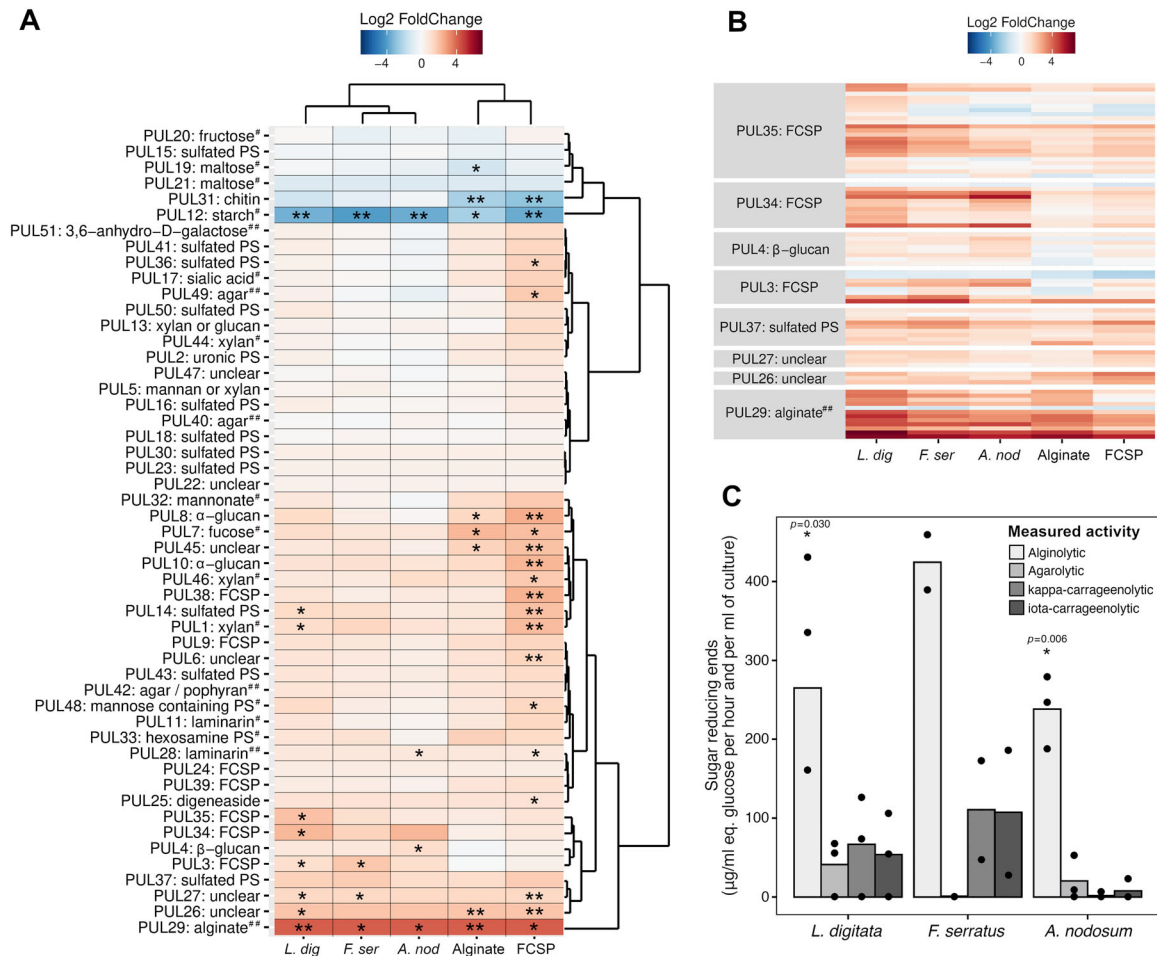 A
Log2 FoldChange
−4 0 4
PUL20: fructose#
PUL15: sulfated PS
PUL19: maltose# *
PUL21: maltose#
PUL31: chitin ** **
PUL12: starch# ** ** ** * **
PUL51: 3,6−anhydro−D−galactose##
PUL41: sulfated PS
PUL36: sulfated PS *
PUL17: sialic acid#
PUL49: agar## *
PUL50: sulfated PS
PUL13: xylan or glucan
PUL44: xylan#
PUL2: uronic PS
PUL47: unclear
PUL5: mannan or xylan
PUL16: sulfated PS
PUL40: agar##
PUL18: sulfated PS
PUL30: sulfated PS
PUL23: sulfated PS
PUL22: unclear
PUL32: mannonate#
PUL8: α−glucan * **
PUL7: fucose# * *
PUL45: unclear * **
PUL10: α−glucan **
PUL46: xylan# *
PUL38: FCSP **
PUL14: sulfated PS * **
PUL1: xylan# * **
PUL9: FCSP
PUL6: unclear **
PUL43: sulfated PS
PUL42: agar / pophyran##
PUL48: mannose containing PS# *
PUL11: laminarin#
PUL33: hexosamine PS#
PUL28: laminarin## * *
PUL24: FCSP
PUL39: FCSP
PUL25: digeneaside *
PUL35: FCSP *
PUL34: FCSP *
PUL4: β−glucan *
PUL3: FCSP * *
PUL37: sulfated PS
PUL27: unclear * * **
PUL26: unclear * ** **
PUL29: alginate## ** * * ** *
L. dig F. ser A. nod Alginate FCSP
B
Log2 FoldChange
−4 0 4
PUL35: FCSP
PUL34: FCSP
PUL4: β−glucan
PUL3: FCSP
PUL37: sulfated PS
PUL27: unclear
PUL26: unclear
PUL29: alginate##
L. dig F. ser A. nod Alginate FCSP
C
Sugar reducing ends
(µg/ml eq. glucose per hour and per ml of culture)
400
300
200
100
0
p=0.030
*
p=0.006
*
Measured activity
Alginolytic
Agarolytic
kappa-carrageenolytic
iota-carrageenolytic
L. digitata F. serratus A. nodosum